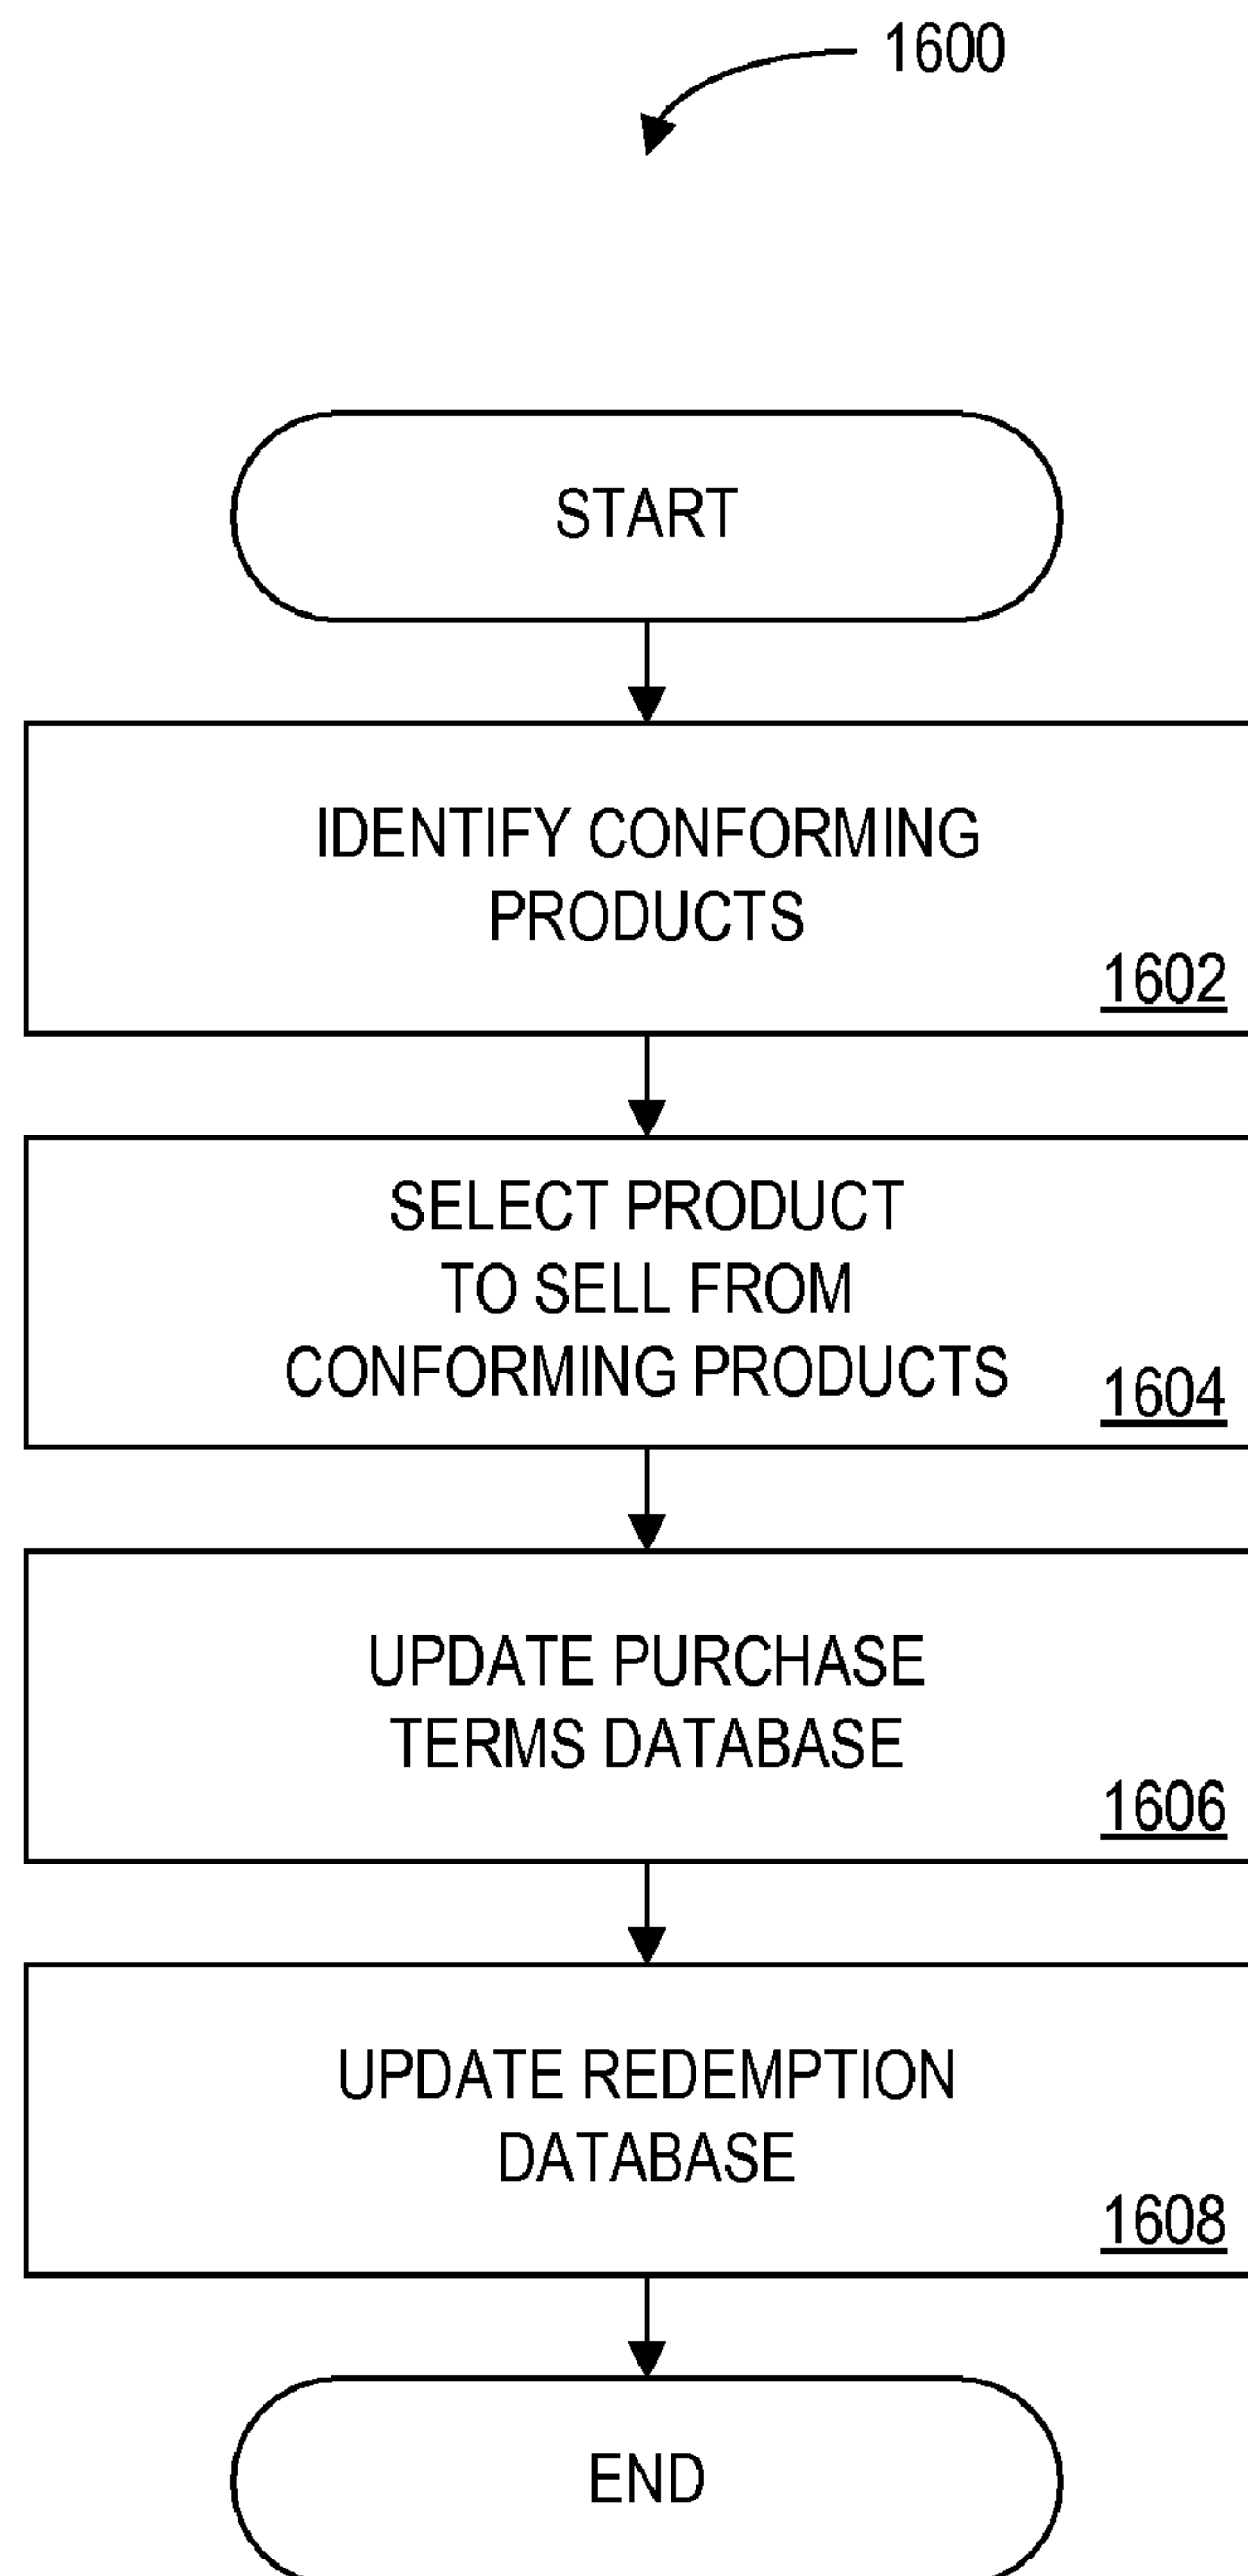 1600
START
IDENTIFY CONFORMING
PRODUCTS
1602
SELECT PRODUCT
TO SELL FROM
CONFORMING PRODUCTS
1604
UPDATE PURCHASE
TERMS DATABASE
1606
UPDATE REDEMPTION
DATABASE
1608
END